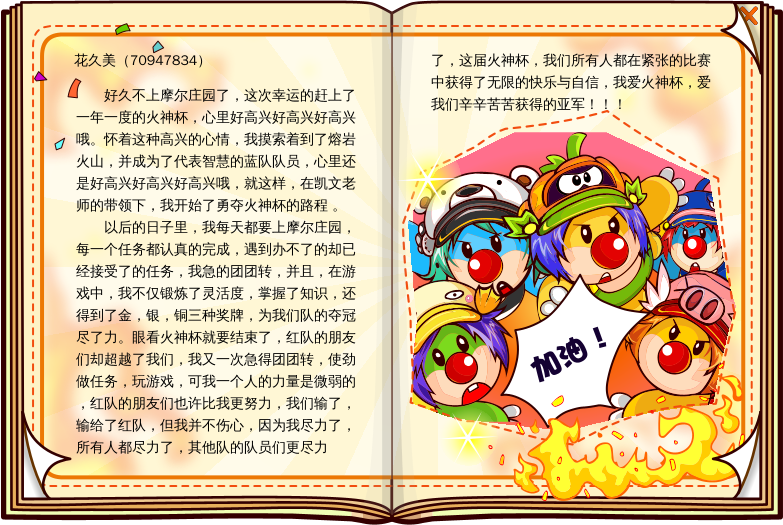 花久美（70947834）
好久不上摩尔庄园了，这次幸运的赶上了
一年一度的火神杯，心里好高兴好高兴好高兴
哦。怀着这种高兴的心情，我摸索着到了熔岩
火山，并成为了代表智慧的蓝队队员，心里还
是好高兴好高兴好高兴哦，就这样，在凯文老
师的带领下，我开始了勇夺火神杯的路程 。
以后的日子里，我每天都要上摩尔庄园，
每一个任务都认真的完成，遇到办不了的却已
经接受了的任务，我急的团团转，并且，在游
戏中，我不仅锻炼了灵活度，掌握了知识，还
得到了金，银，铜三种奖牌，为我们队的夺冠
尽了力。眼看火神杯就要结束了，红队的朋友
们却超越了我们，我又一次急得团团转，使劲
做任务，玩游戏，可我一个人的力量是微弱的
，红队的朋友们也许比我更努力，我们输了，
输给了红队，但我并不伤心，因为我尽力了，
所有人都尽力了，其他队的队员们更尽力
了，这届火神杯，我们所有人都在紧张的比赛
中获得了无限的快乐与自信，我爱火神杯，爱
我们辛辛苦苦获得的亚军！！！
加油！